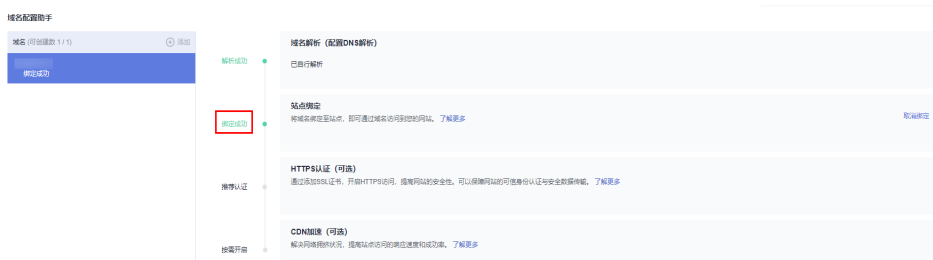 域名配置助手
域名 (可创建数 1 / 1)
添加
绑定成功
解析成功
域名解析（配置DNS解析）
已自行解析
绑定成功
站点绑定
将域名绑定至站点，即可通过域名访问到您的网站。 了解更多
取消绑定
推荐认证
HTTPS认证（可选）
通过添加SSL证书，开启HTTPS访问，提高网站的安全性。可以保障网站的可信身份认证与安全数据传输。 了解更多
按需开启
CDN加速（可选）
解决网络拥挤状况，提高站点访问的响应速度和成功率。 了解更多